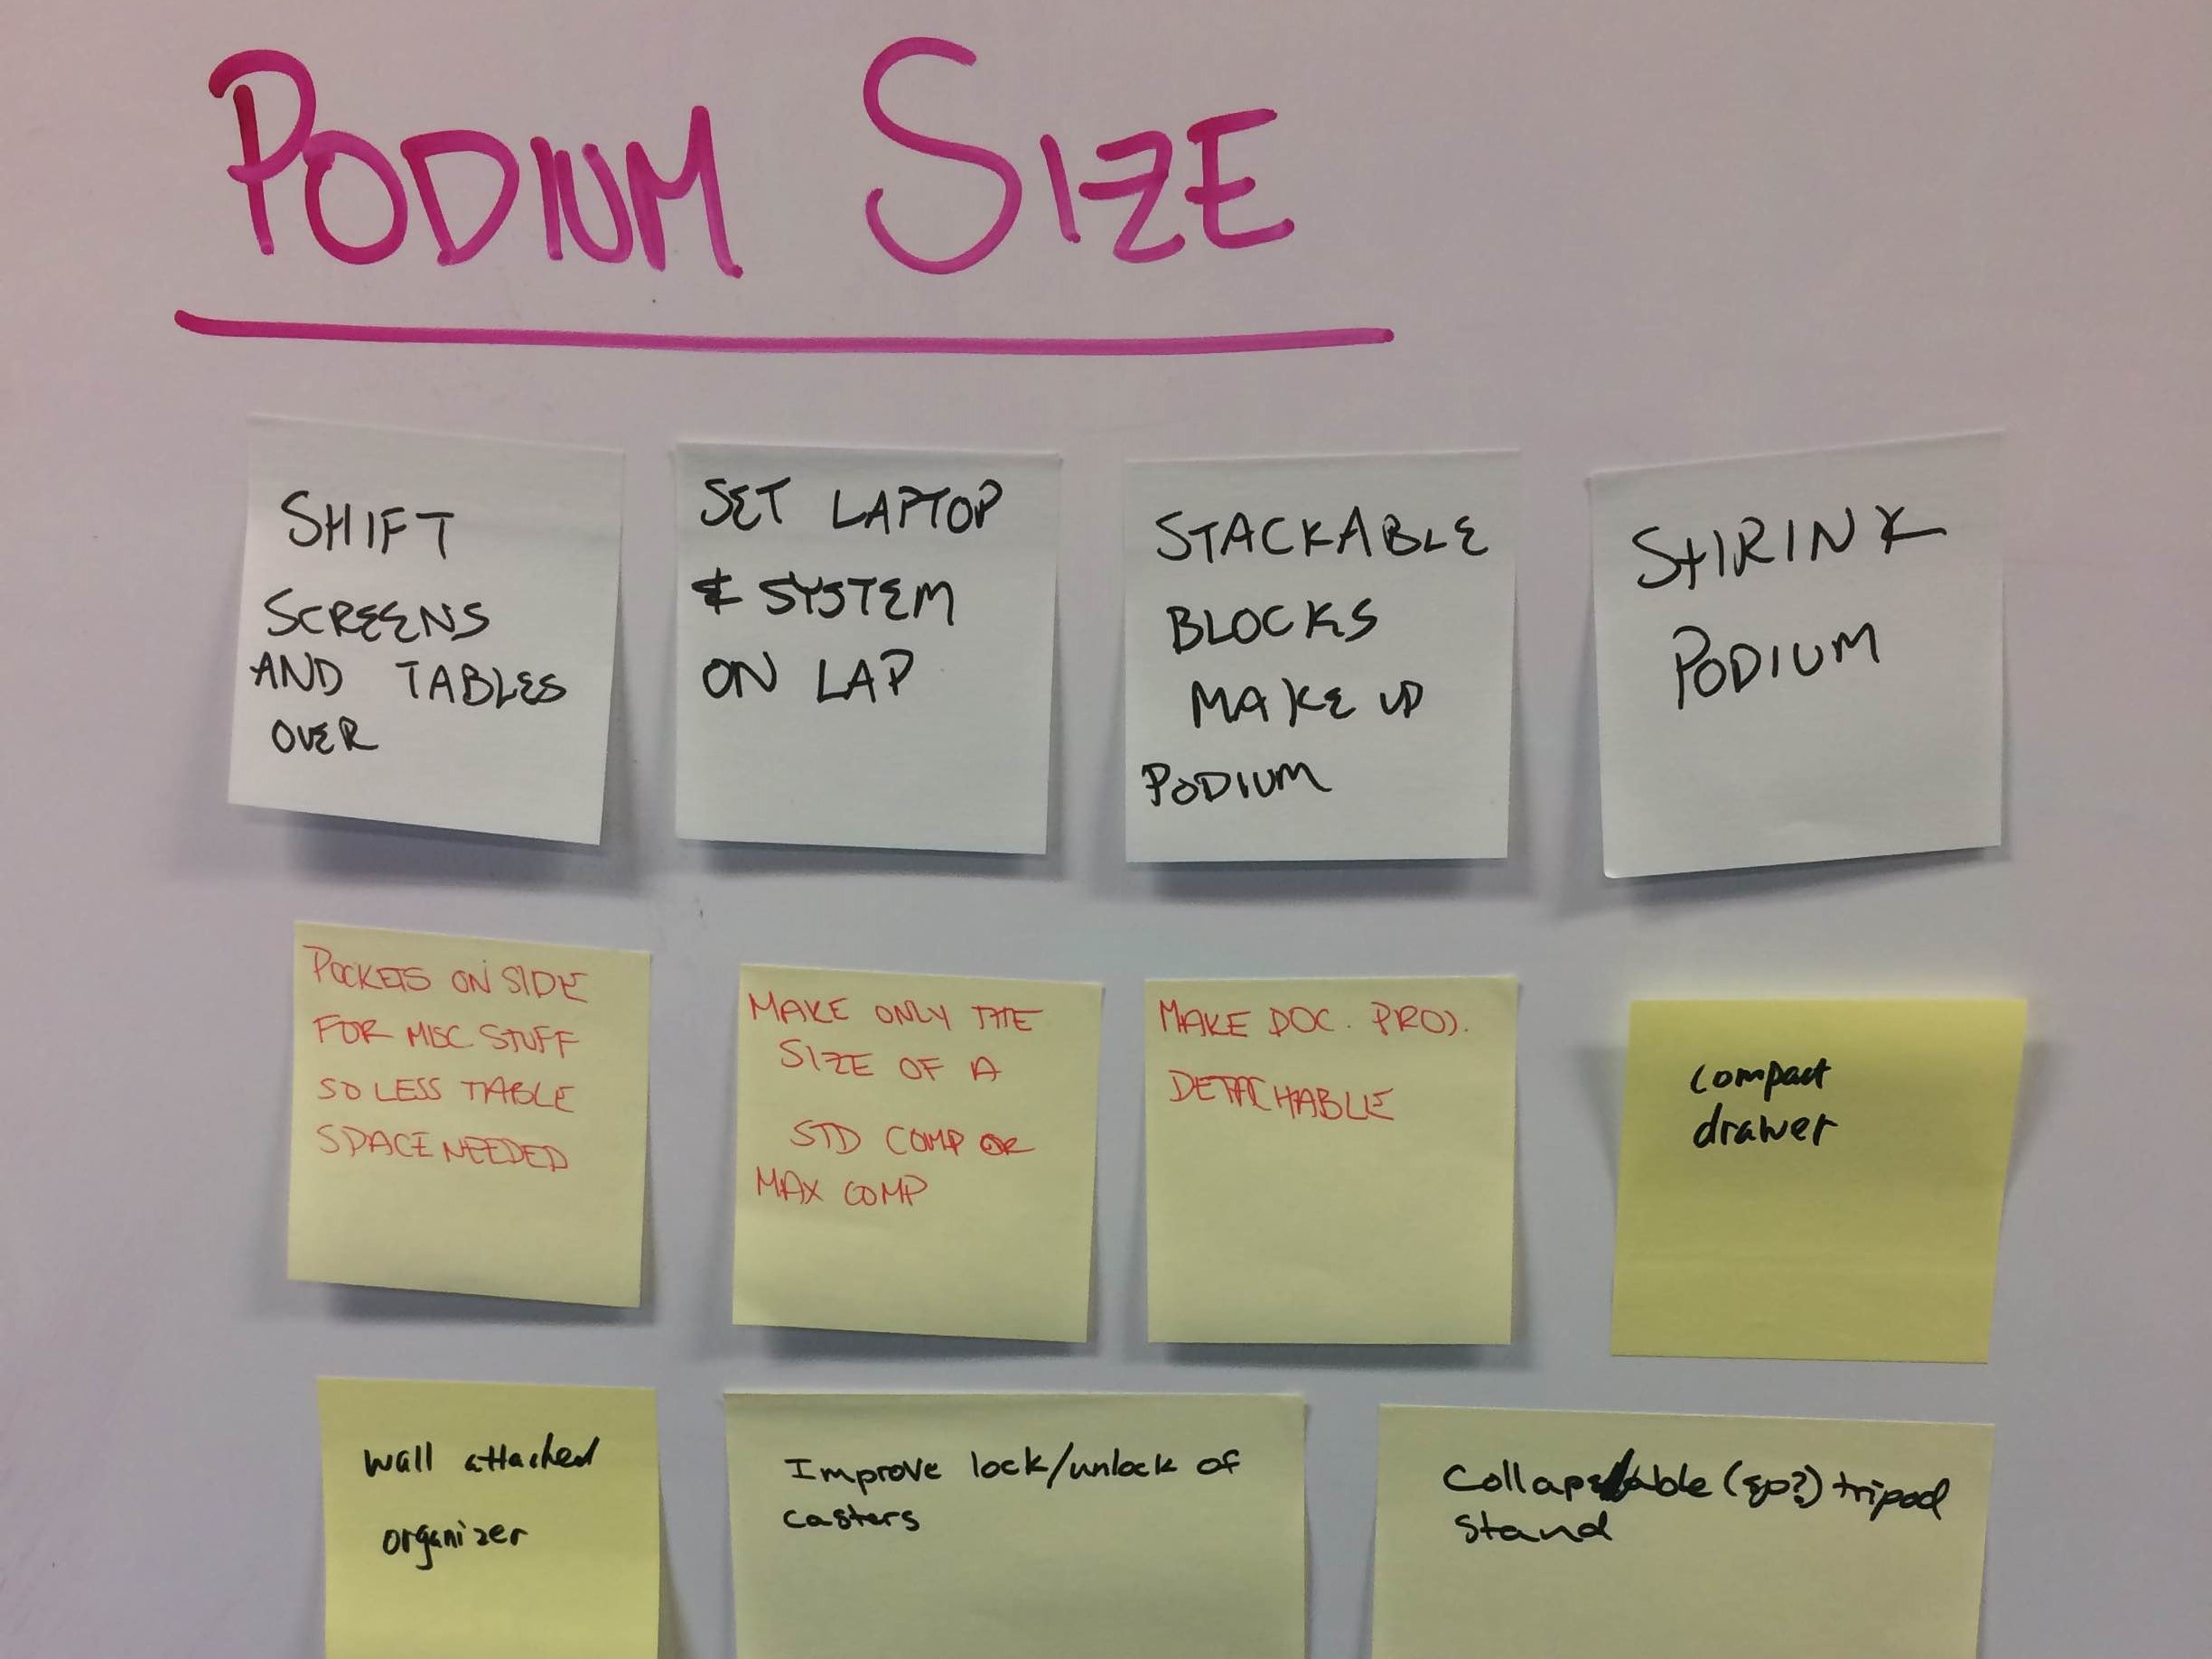 PODIUM SIZE
SHIFT
SCREENS
AND TABLES
OVER
SET LAPTOP
& SYSTEM
ON LAP
STACKABLE
BLOCKS
MAKE UP
PODIUM
SHRINK
PODIUM
POCKETS ON SIDE
FOR MISC. STUFF
SO LESS TABLE
SPACE NEEDED
MAKE ONLY THE
SIZE OF A
STD COMP OR
MAX COMP
MAKE DOC. PROJ.
DETACHABLE
compact
drawer
wall attached
organizer
Improve lock/unlock of
casters
Collapsable (sp?) tripod
stand